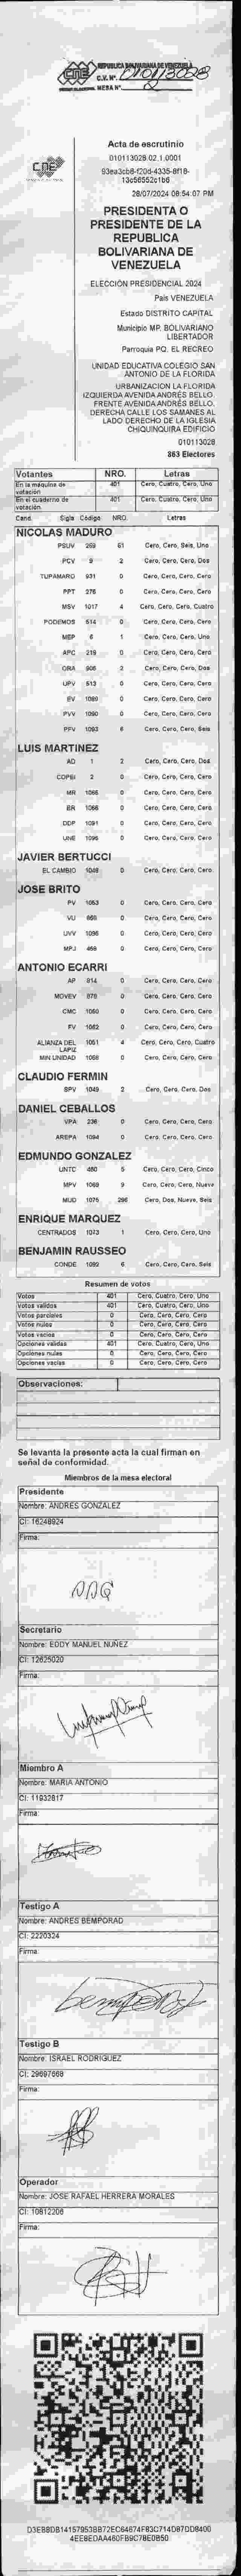 CNE REPUBLICA BOLIVARIANA DE VENEZUELA
C.V. Nº. 010113028
MESA Nº. 2
CNE
Acta de escrutinio
010113028.02.1.0001
28/07/2024 08:54:07 PM
PRESIDENTA O
PRESIDENTE DE LA
REPUBLICA
BOLIVARIANA DE
VENEZUELA
ELECCIÓN PRESIDENCIAL 2024
País VENEZUELA
Estado DISTRITO CAPITAL
Municipio MP. BOLIVARIANO
LIBERTADOR
Parroquia PQ. EL RECREO
UNIDAD EDUCATIVA COLEGIO SAN
ANTONIO DE LA FLORIDA
URBANIZACION LA FLORIDA
IZQUIERDA AVENIDA ANDRÉS BELLO.
FRENTE AVENIDA ANDRÉS BELLO.
DERECHA CALLE LOS SAMANES AL
LADO DERECHO DE LA IGLESIA
CHIQUINQUIRA EDIFICIO
010113028
863 Electores
Votantes NRO. Letras
En la máquina de votación 401 Cero, Cuatro, Cero, Uno
En el cuaderno de votación 401 Cero, Cuatro, Cero, Uno
Cand. Sigla Código NRO. Letras
NICOLAS MADURO
PSUV 269 61 Cero, Cero, Seis, Uno
PCV 9 2 Cero, Cero, Cero, Dos
TUPAMARO 931 0 Cero, Cero, Cero, Cero
PPT 276 0 Cero, Cero, Cero, Cero
MSV 1017 4 Cero, Cero, Cero, Cuatro
PODEMOS 514 0 Cero, Cero, Cero, Cero
MEP 6 1 Cero, Cero, Cero, Uno
APC 219 0 Cero, Cero, Cero, Cero
ORA 906 2 Cero, Cero, Cero, Dos
UPV 513 0 Cero, Cero, Cero, Cero
EV 1089 0 Cero, Cero, Cero, Cero
PVV 1090 0 Cero, Cero, Cero, Cero
PFV 1093 6 Cero, Cero, Cero, Seis
LUIS MARTINEZ
AD 1 2 Cero, Cero, Cero, Dos
COPEI 2 0 Cero, Cero, Cero, Cero
MR 1066 0 Cero, Cero, Cero, Cero
BR 0 Cero, Cero, Cero, Cero
DDP 1091 0 Cero, Cero, Cero, Cero
UNE 0 Cero, Cero, Cero, Cero
JAVIER BERTUCCI
EL CAMBIO 1048 0 Cero, Cero, Cero, Cero
JOSE BRITO
PV 1053 0 Cero, Cero, Cero, Cero
VU 0 Cero, Cero, Cero, Cero
UVV 1096 0 Cero, Cero, Cero, Cero
MPJ 468 0 Cero, Cero, Cero, Cero
ANTONIO ECARRI
AP 914 0 Cero, Cero, Cero, Cero
MOVEV 978 0 Cero, Cero, Cero, Cero
CMC 1050 0 Cero, Cero, Cero, Cero
FV 1062 0 Cero, Cero, Cero, Cero
ALIANZA DEL LAPIZ 1051 4 Cero, Cero, Cero, Cuatro
MIN UNIDAD 1058 0 Cero, Cero, Cero, Cero
CLAUDIO FERMIN
SPV 1049 2 Cero, Cero, Cero, Dos
DANIEL CEBALLOS
VPA 236 0 Cero, Cero, Cero, Cero
AREPA 1094 0 Cero, Cero, Cero, Cero
EDMUNDO GONZALEZ
UNTC 480 5 Cero, Cero, Cero, Cinco
MPV 1069 9 Cero, Cero, Cero, Nueve
MUD 1075 296 Cero, Dos, Nueve, Seis
ENRIQUE MARQUEZ
CENTRADOS 1073 1 Cero, Cero, Cero, Uno
BENJAMIN RAUSSEO
CONDE 1092 6 Cero, Cero, Cero, Seis
Resumen de votos
Votos 401 Cero, Cuatro, Cero, Uno
Votos validos 401 Cero, Cuatro, Cero, Uno
Votos parciales 0 Cero, Cero, Cero, Cero
Votos nulos 0 Cero, Cero, Cero, Cero
Votos vacios 0 Cero, Cero, Cero, Cero
Opciones validas 401 Cero, Cuatro, Cero, Uno
Opciones nulas 0 Cero, Cero, Cero, Cero
Opciones vacias 0 Cero, Cero, Cero, Cero
Observaciones:
Se levanta la presente acta la cual firman en
señal de conformidad.
Miembros de la mesa electoral
Presidente
Nombre: ANDRES GONZALEZ
CI: 16248924
Firma:
Secretario
Nombre: EDDY MANUEL NUÑEZ
CI: 12625020
Firma:
Miembro A
Nombre: MARIA ANTONIO
CI: 11932817
Firma:
Testigo A
Nombre: ANDRES BEMPORAD
CI: 2220324
Firma:
Testigo B
Nombre: ISRAEL RODRIGUEZ
CI: 29697668
Firma:
Operador
Nombre: JOSE RAFAEL HERRERA MORALES
CI: 10812206
Firma: